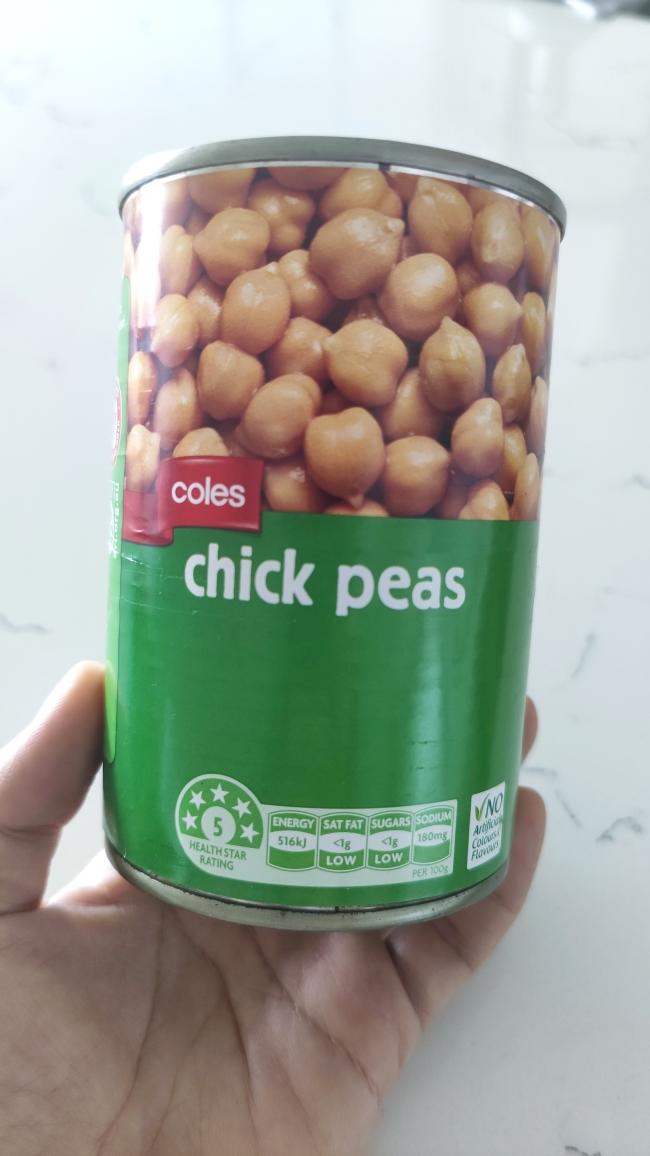 coles
chick peas
5
HEALTH STAR
RATING
ENERGY
516kJ
SAT FAT
<1g
LOW
SUGARS
<1g
LOW
SODIUM
180mg
PER 100g
NO
Artificial
Colours &
Flavours